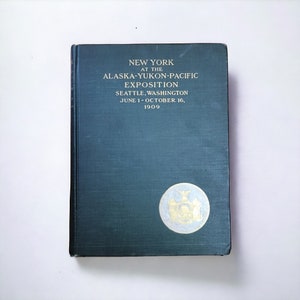 NEW YORK
AT THE
ALASKA-YUKON-PACIFIC
EXPOSITION
SEATTLE, WASHINGTON
JUNE 1-OCTOBER 16,
1909